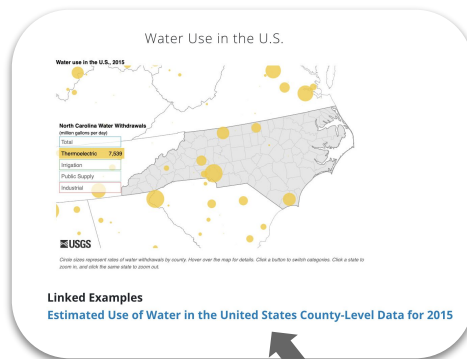 Water Use in the U.S.
Water use in the U.S., 2015
North Carolina Water Withdrawals
(million gallons per day)
Total
Thermoelectric 7,539
Irrigation
Public Supply
Industrial
USGS
Circle sizes represent rates of water withdrawals by county. Hover over the map for details. Click a button to switch categories. Click a state to
zoom in, and click the same state to zoom out.
Linked Examples
Estimated Use of Water in the United States County-Level Data for 2015